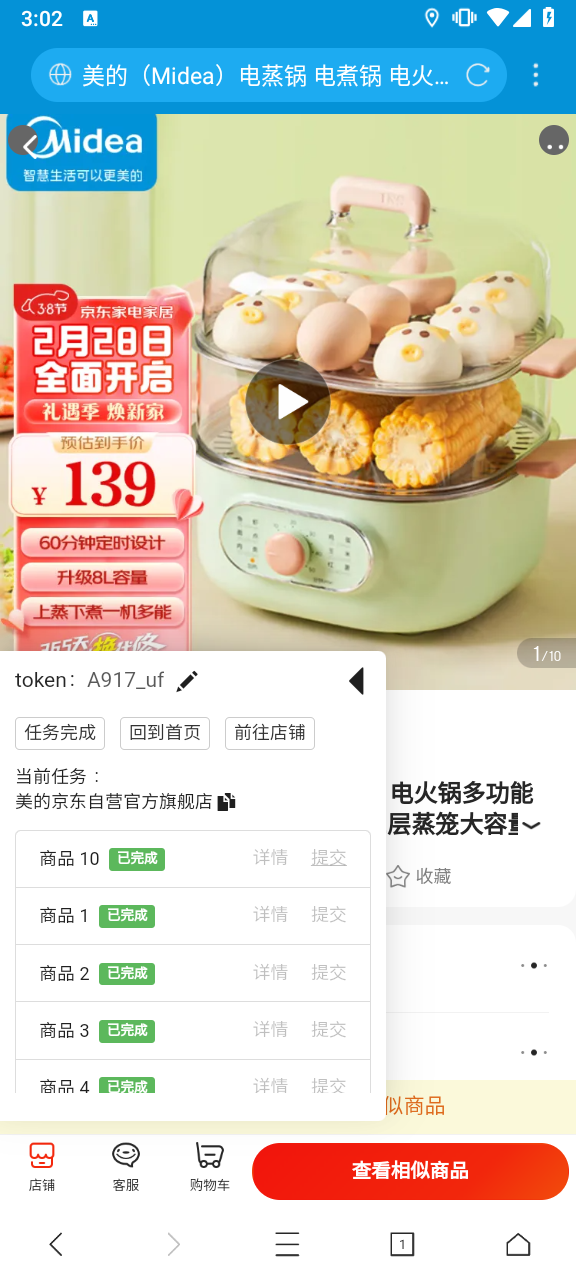 3:02
美的（Midea）电蒸锅 电煮锅 电火...
Midea
智慧生活可以更美的
38节
京东家电家居
2月28日
全面开启
礼遇季 焕新家
预估到手价
¥ 139
60分钟定时设计
升级8L容量
上蒸下煮一机多能
1/10
token： A917_uf
任务完成 回到首页 前往店铺
当前任务：
美的京东自营官方旗舰店
电火锅多功能
层蒸笼大容量
收藏
商品 10 已完成 详情 提交
商品 1 已完成 详情 提交
商品 2 已完成 详情 提交
商品 3 已完成 详情 提交
商品 4 已完成 详情 提交
似商品
店铺 客服 购物车 查看相似商品
1